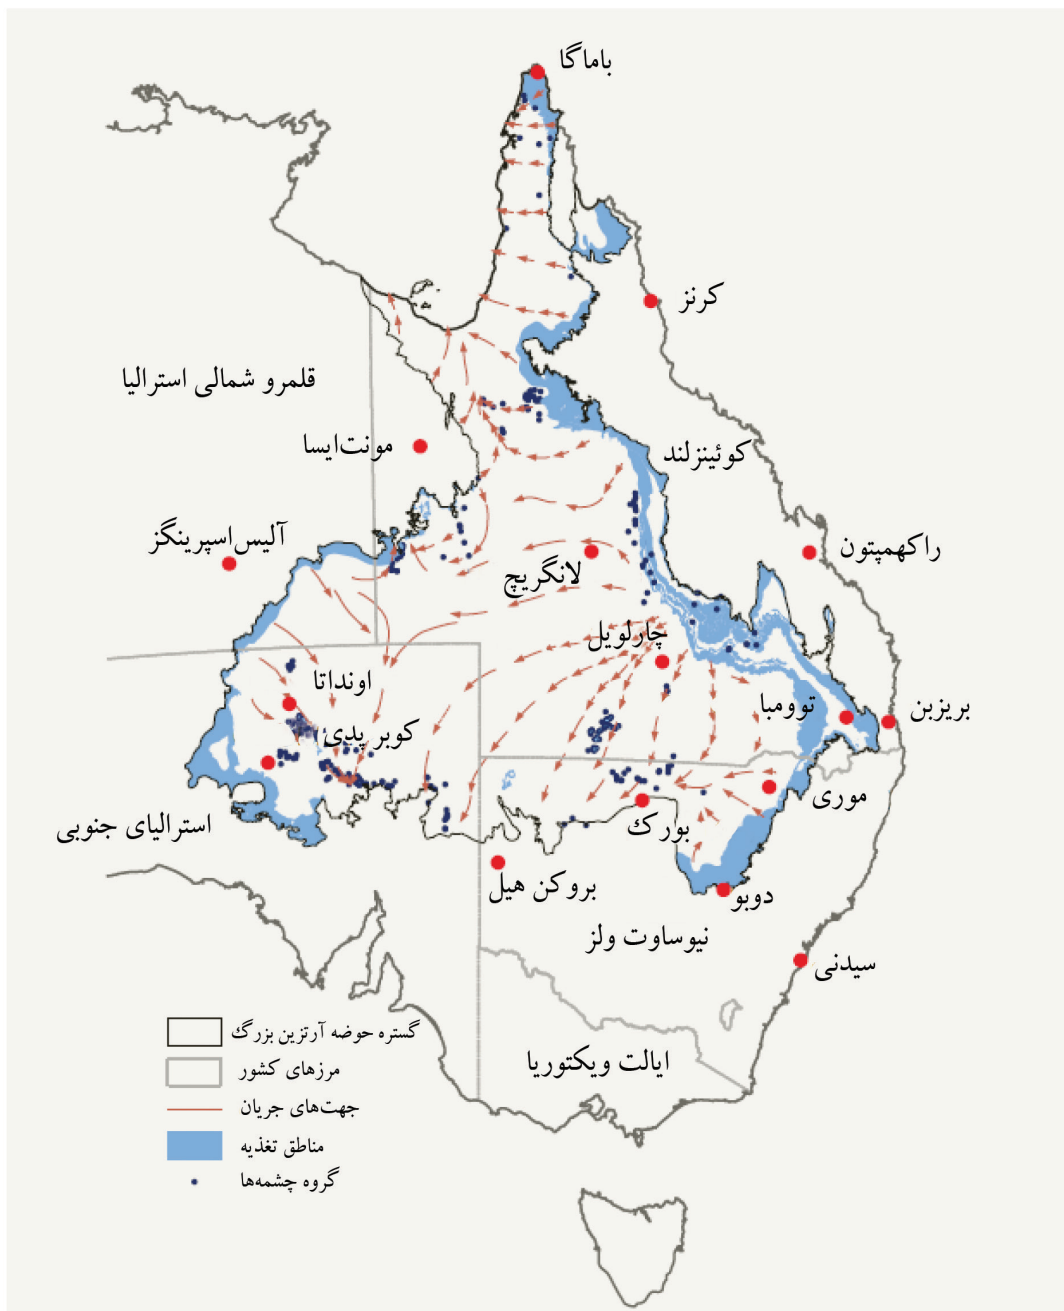 باماگا
کرنز
قلمرو شمالی استرالیا
مونت‌ایسا
کوئینزلند
آلیس‌اسپرینگز
راکهمپتون
لانگریچ
چارلویل
اونداتا
توومبا
بریزبن
کوبر پدی
موری
استرالیای جنوبی
بورک
بروکن هیل
دوبو
نیوساوت ولز
سیدنی
گستره حوضه آرتزین بزرگ
ایالت ویکتوریا
مرزهای کشور
جهت‌های جریان
مناطق تغذیه
گروه چشمه‌ها